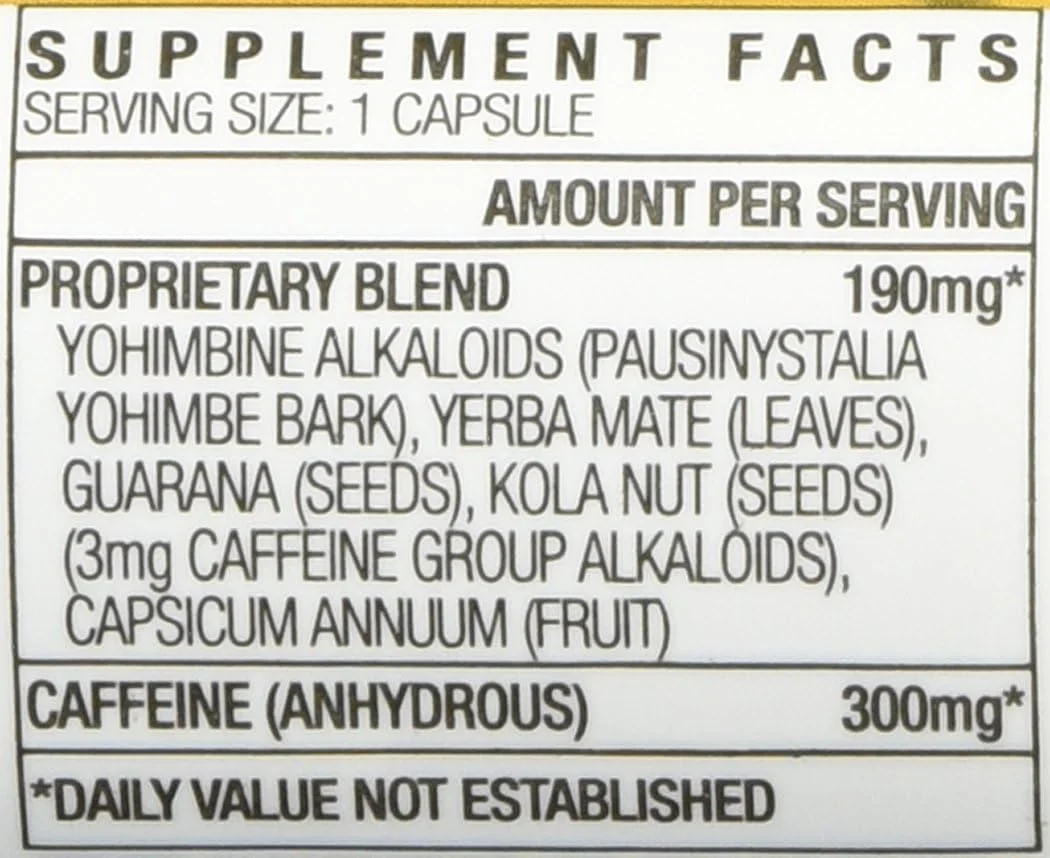 SUPPLEMENT FACTS
SERVING SIZE: 1 CAPSULE
AMOUNT PER SERVING
PROPRIETARY BLEND 190mg*
YOHIMBINE ALKALOIDS (PAUSINYSTALIA
YOHIMBE BARK), YERBA MATE (LEAVES),
GUARANA (SEEDS), KOLA NUT (SEEDS)
(3mg CAFFEINE GROUP ALKALOIDS),
CAPSICUM ANNUUM (FRUIT)
CAFFEINE (ANHYDROUS) 300mg*
*DAILY VALUE NOT ESTABLISHED